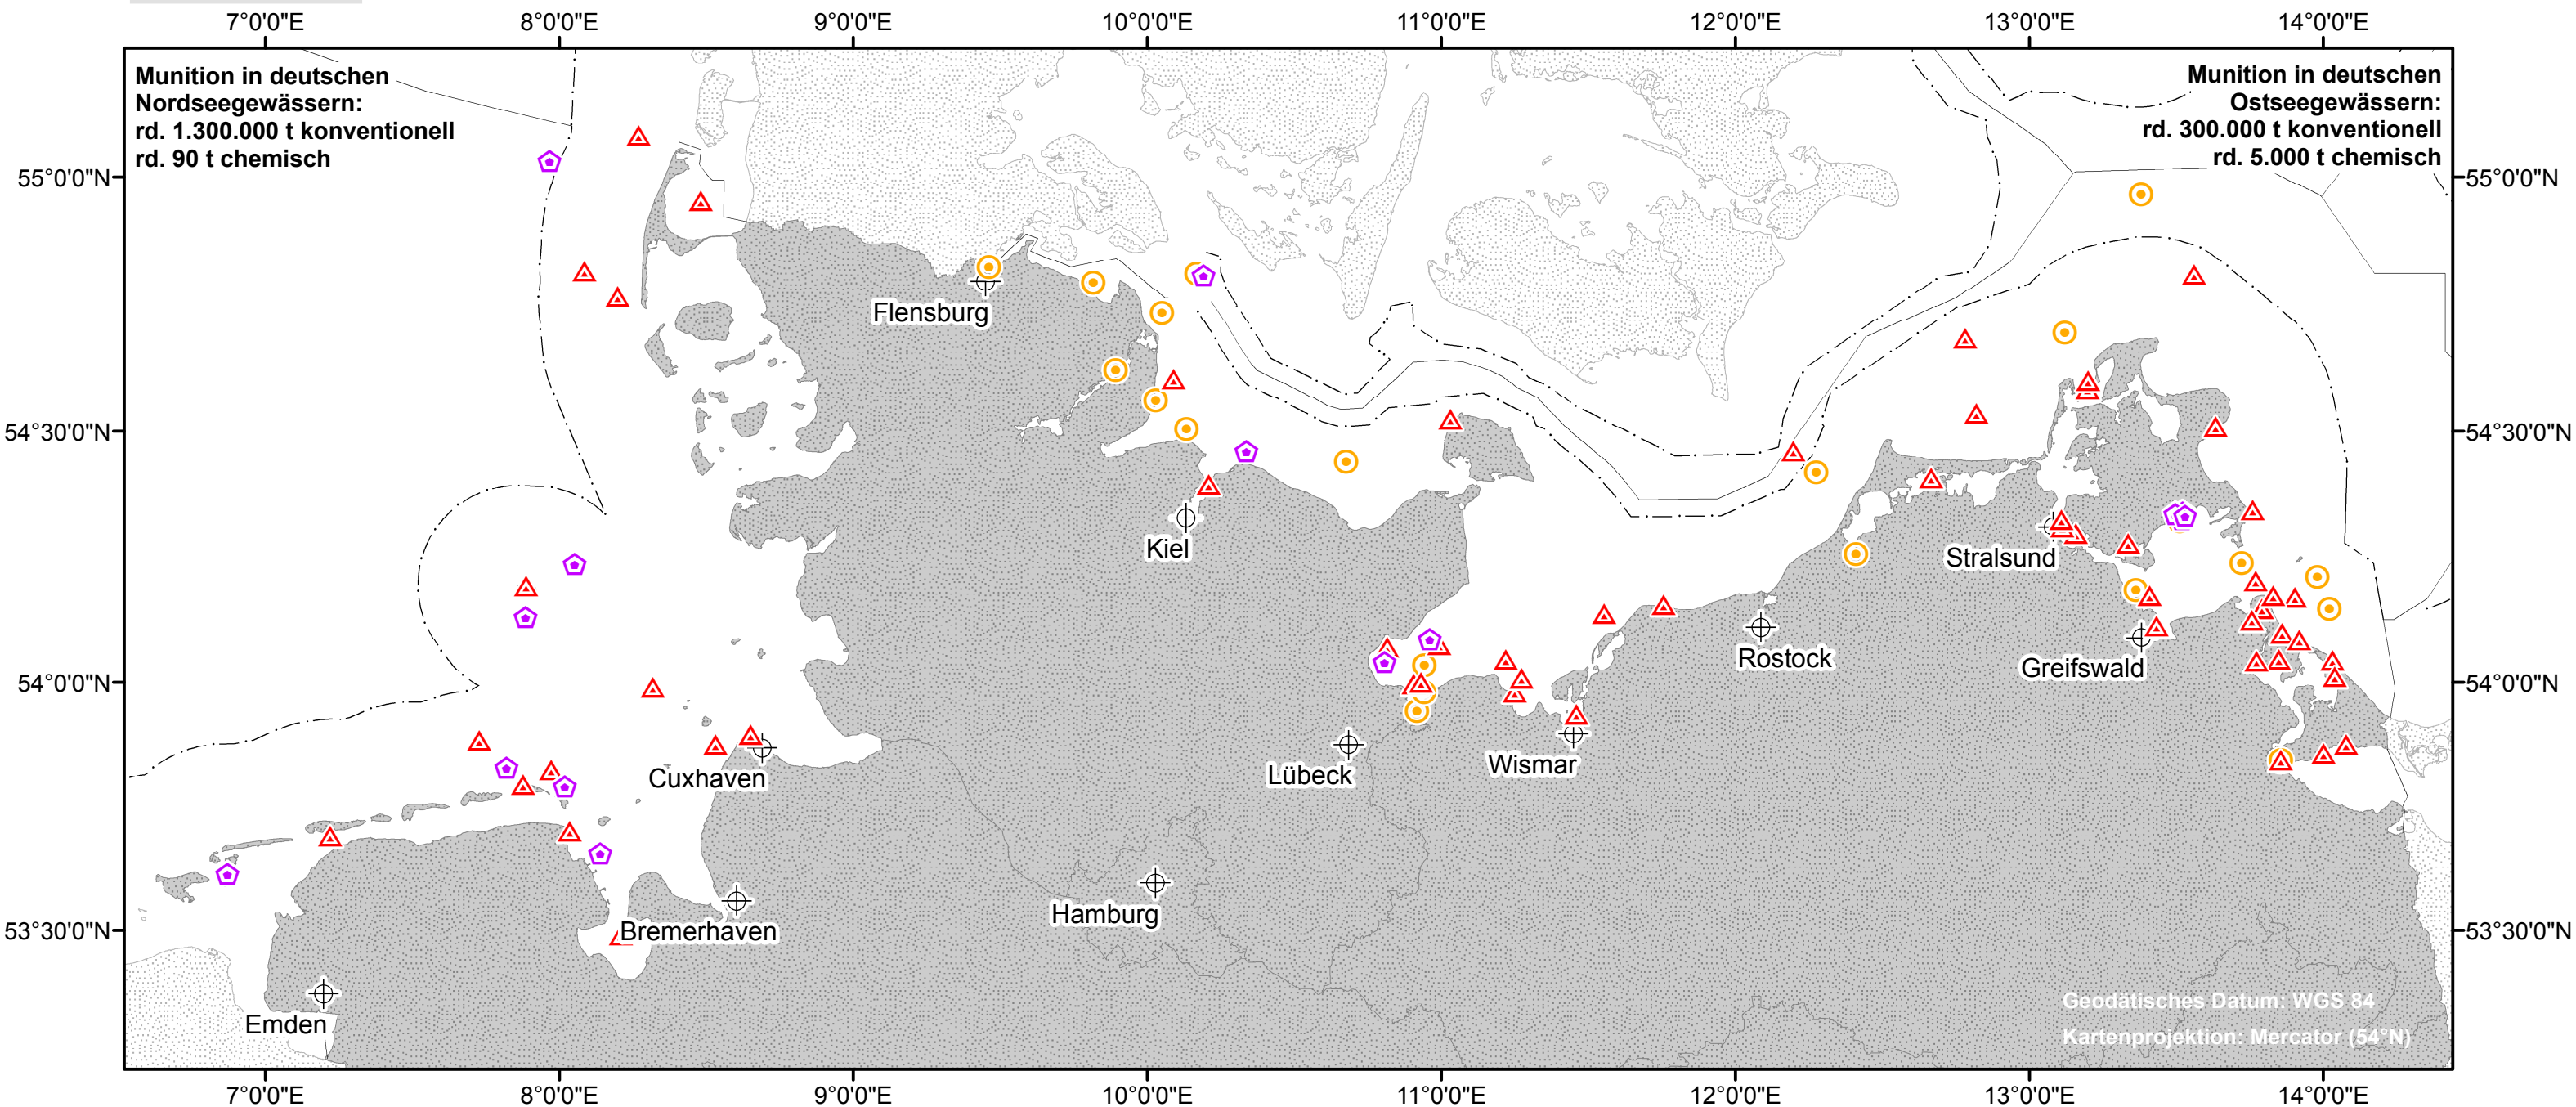 7°0'0"E 8°0'0"E 9°0'0"E 10°0'0"E 11°0'0"E 12°0'0"E 13°0'0"E 14°0'0"E
Munition in deutschen
Nordseegewässern:
rd. 1.300.000 t konventionell
rd. 90 t chemisch
Munition in deutschen
Ostseegewässern:
rd. 300.000 t konventionell
rd. 5.000 t chemisch
55°0'0"N 55°0'0"N
Flensburg
54°30'0"N 54°30'0"N
Kiel
Stralsund
Rostock
Greifswald
54°0'0"N 54°0'0"N
Cuxhaven
Lübeck
Wismar
Hamburg
Bremerhaven
53°30'0"N 53°30'0"N
Emden
Geodätisches Datum: WGS 84
Kartenprojektion: Mercator (54°N)
7°0'0"E 8°0'0"E 9°0'0"E 10°0'0"E 11°0'0"E 12°0'0"E 13°0'0"E 14°0'0"E